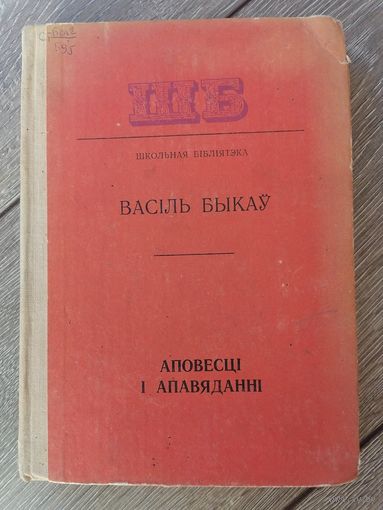 ШБ
ШКОЛЬНАЯ БІБЛІЯТЭКА
ВАСІЛЬ БЫКАЎ
АПОВЕСЦІ
І АПАВЯДАННІ